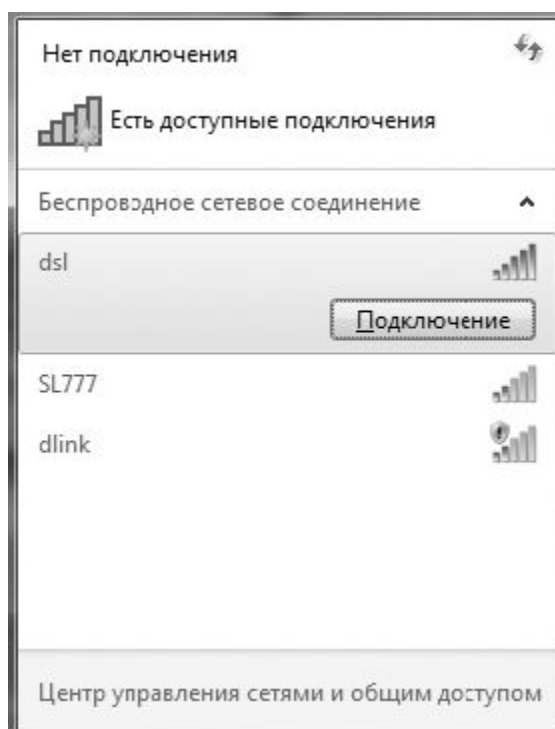 Нет подключения
Есть доступные подключения
Беспроводное сетевое соединение
dsl
Подключение
SL777
dlink
Центр управления сетями и общим доступом